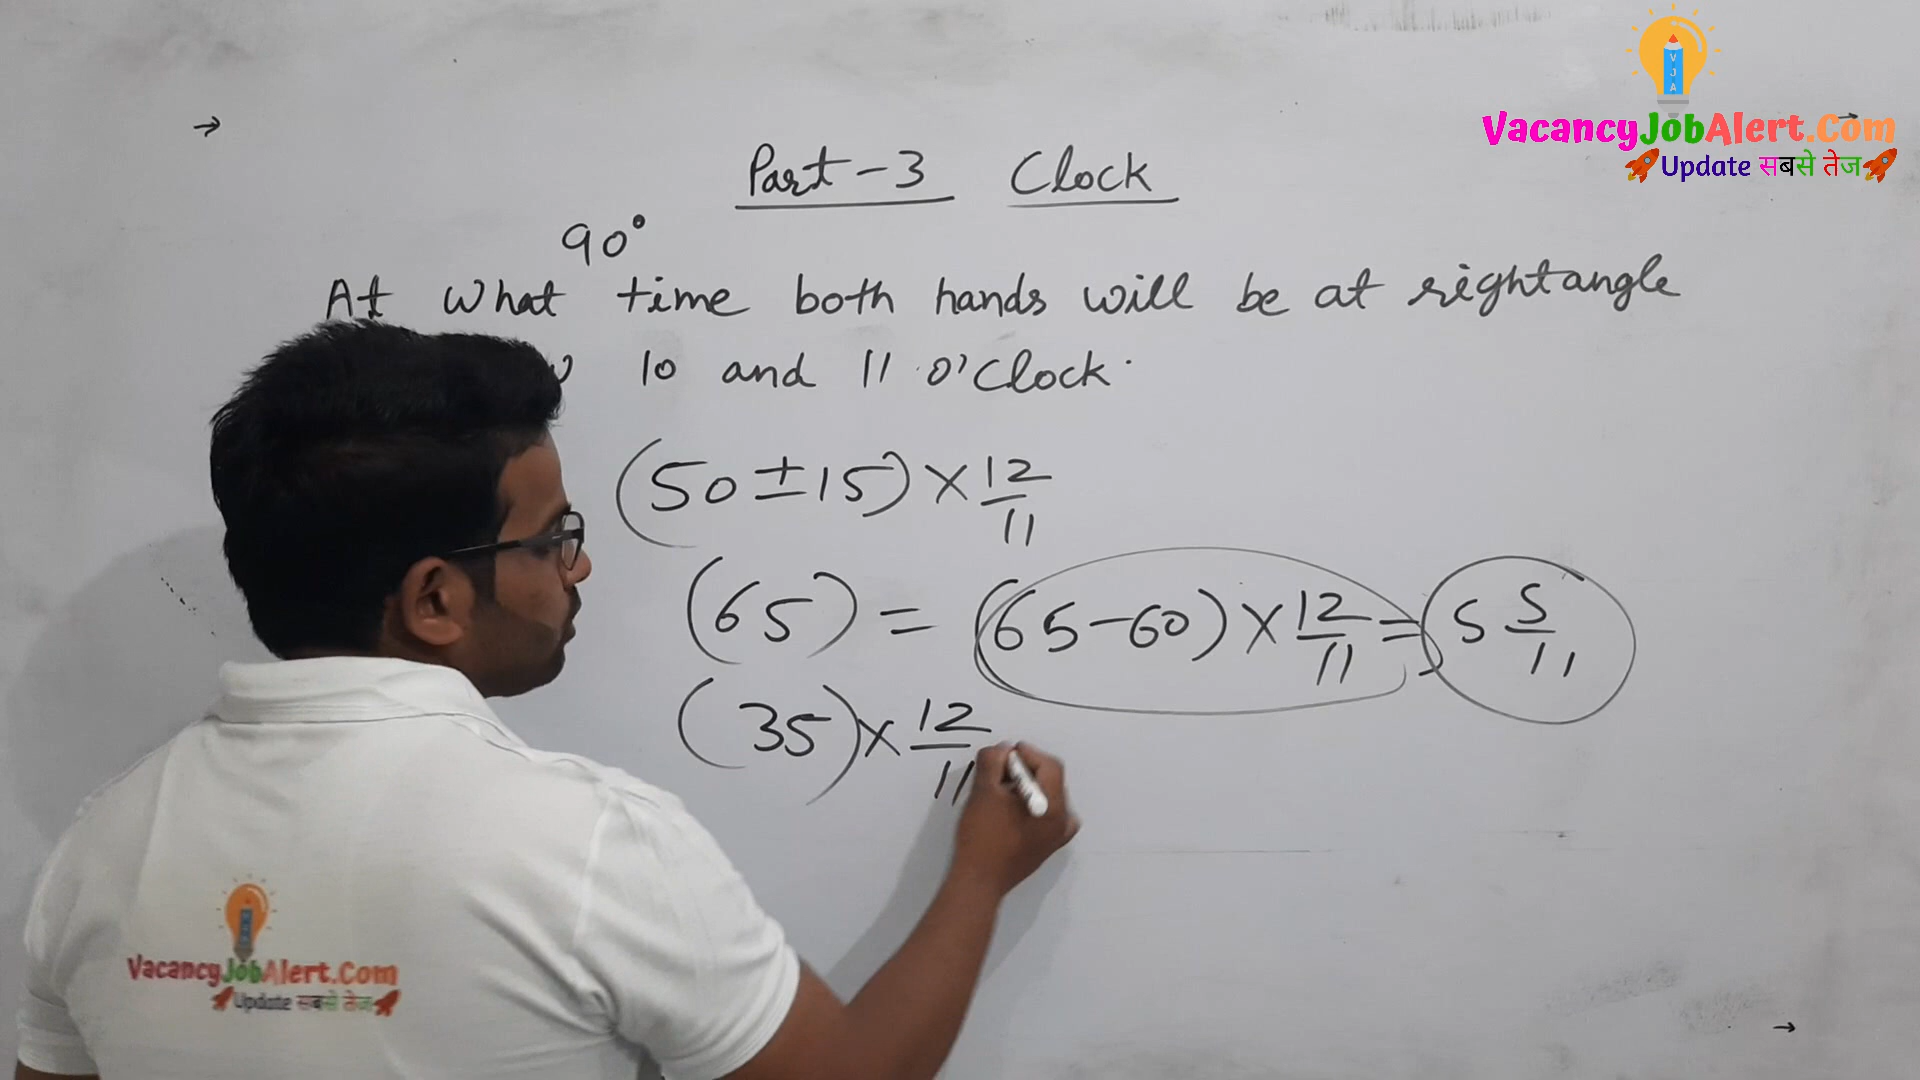 VJA
VacancyJobAlert.Com
Update सबसे तेज
Part-3 Clock
90°
At what time both hands will be at rightangle
10 and 11 o'Clock.
(50±15)×12/11
(65) = (65-60)×12/11 = 5 5/11
(35)×12/11
VacancyJobAlert.Com
Update सबसे तेज